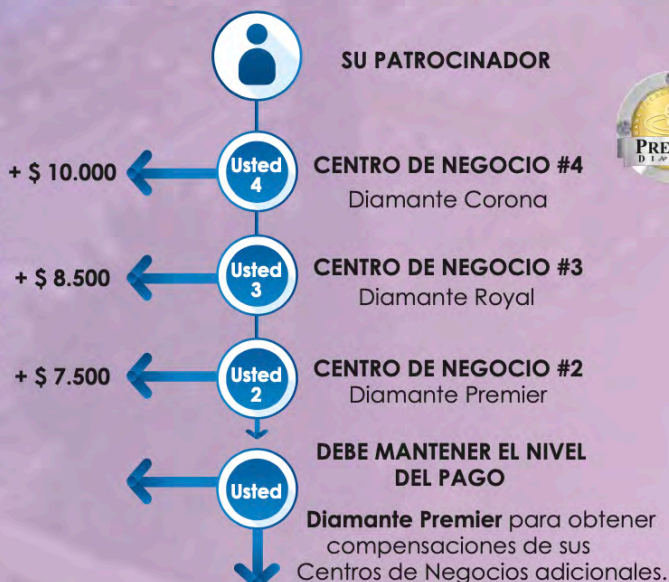 SU PATROCINADOR
+ $ 10.000
Usted
4
CENTRO DE NEGOCIO #4
Diamante Corona
+ $ 8.500
Usted
3
CENTRO DE NEGOCIO #3
Diamante Royal
+ $ 7.500
Usted
2
CENTRO DE NEGOCIO #2
Diamante Premier
DEBE MANTENER EL NIVEL
DEL PAGO
Usted
Diamante Premier para obtener
compensaciones de sus
Centros de Negocios adicionales.